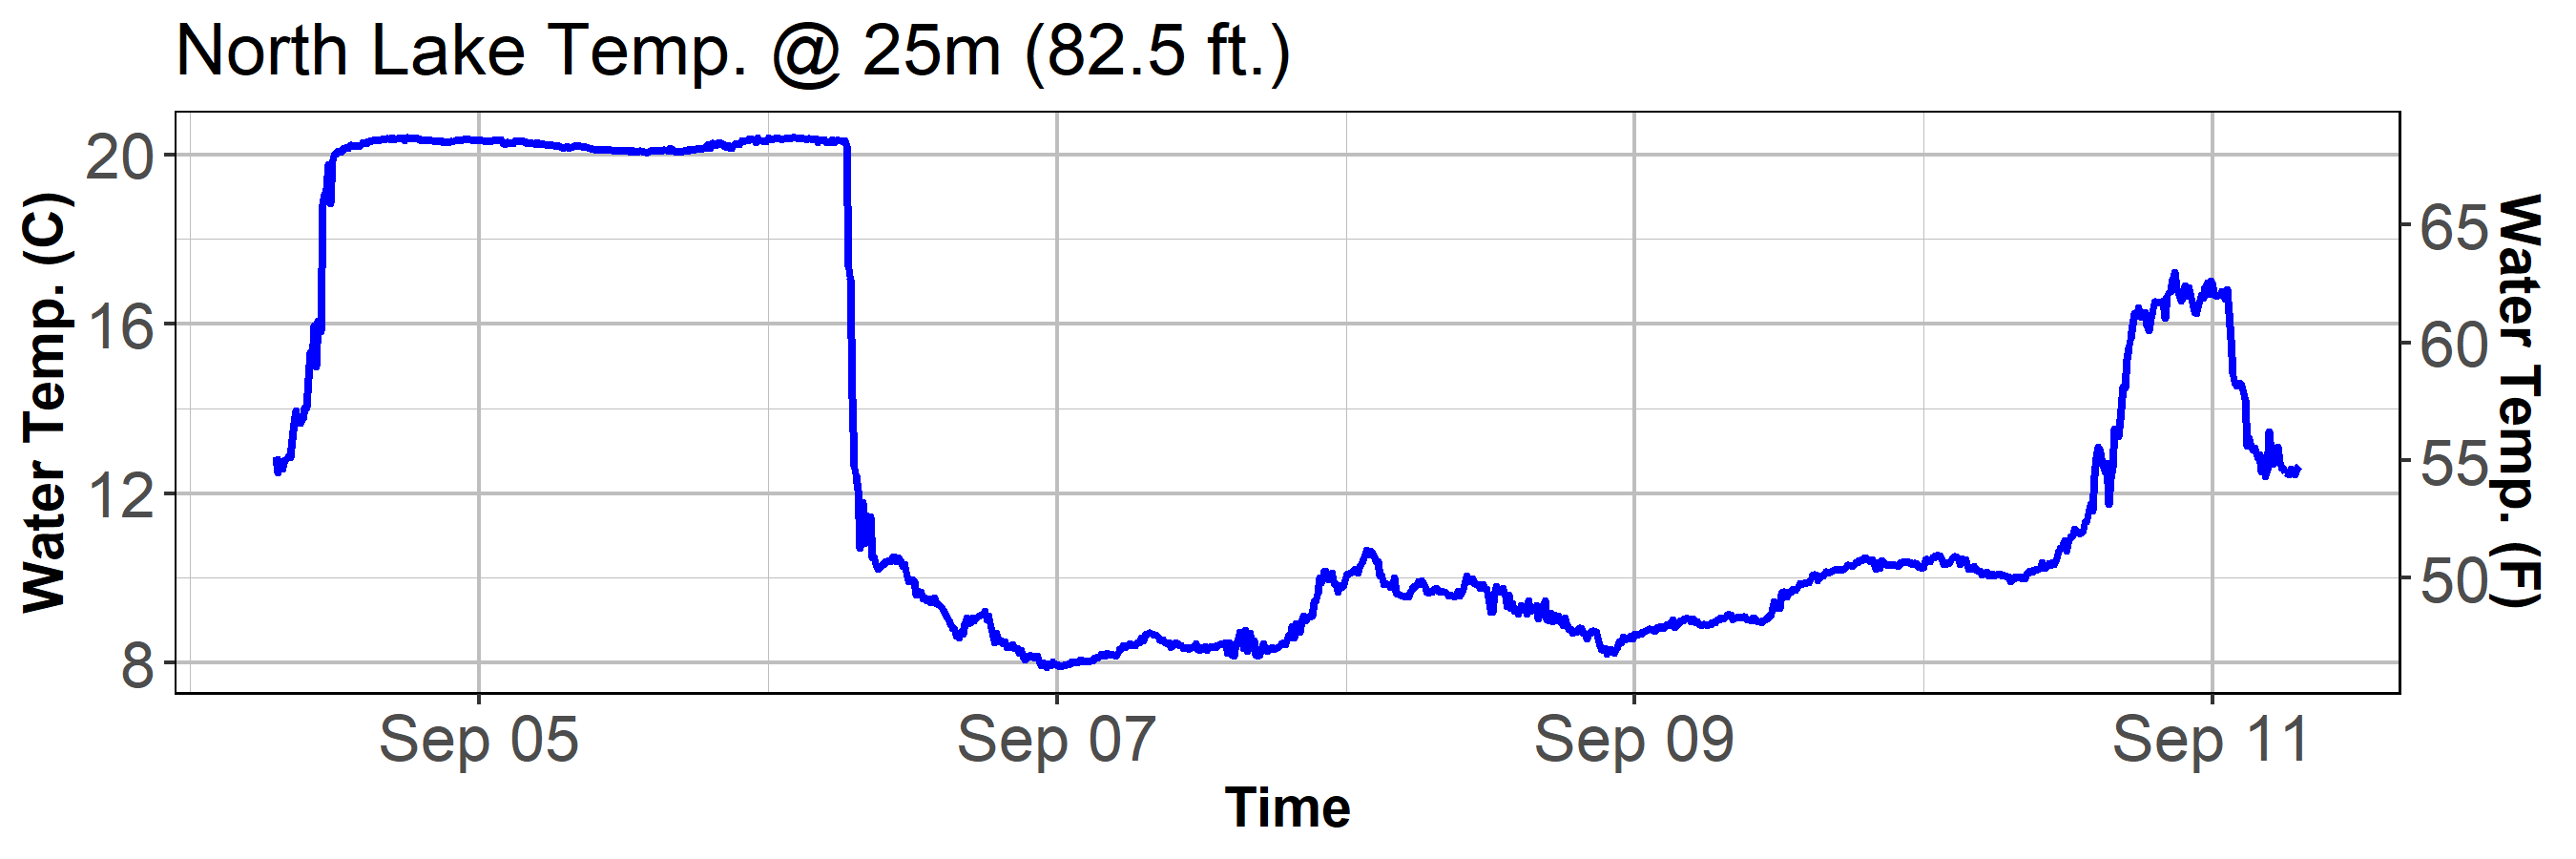 North Lake Temp. @ 25m (82.5 ft.)
Water Temp. (C)
20
16
12
8
65
60
55
50
Water Temp. (F)
Sep 05
Sep 07
Sep 09
Sep 11
Time